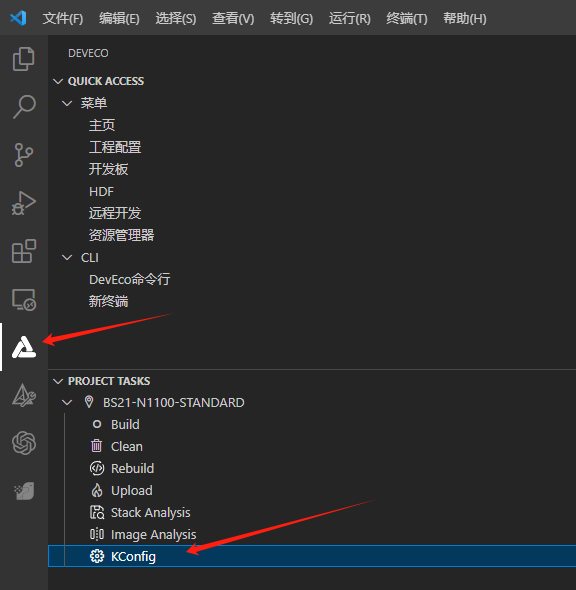 文件(F) 编辑(E) 选择(S) 查看(V) 转到(G) 运行(R) 终端(T) 帮助(H)
DEVECO
QUICK ACCESS
菜单
主页
工程配置
开发板
HDF
远程开发
资源管理器
CLI
DevEco命令行
新终端
PROJECT TASKS
BS21-N1100-STANDARD
Build
Clean
Rebuild
Upload
Stack Analysis
Image Analysis
KConfig